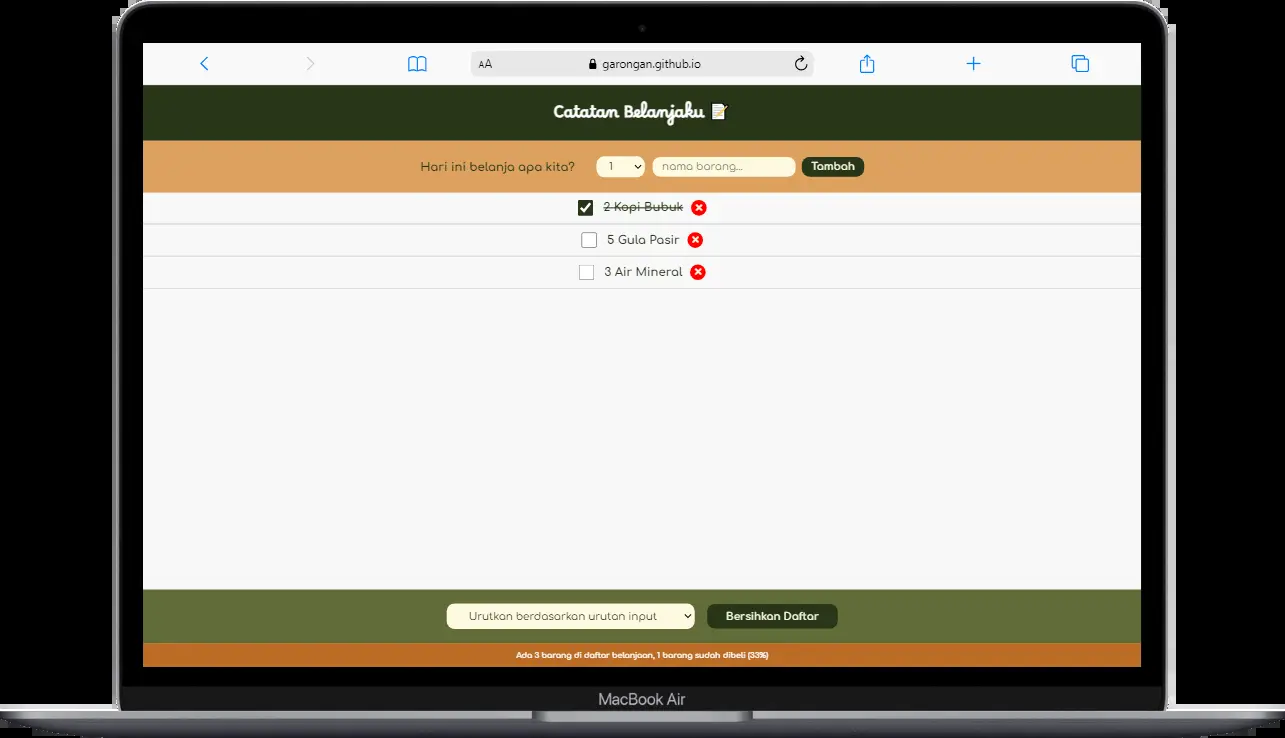 AA garongan.github.io
Catatan Belanjaku 📝
Hari ini belanja apa kita? 1 nama barang... Tambah
2 Kopi Bubuk
5 Gula Pasir
3 Air Mineral
Urutkan berdasarkan urutan input Bersihkan Daftar
Ada 3 barang di daftar belanjaan, 1 barang sudah dibeli (33%)
MacBook Air